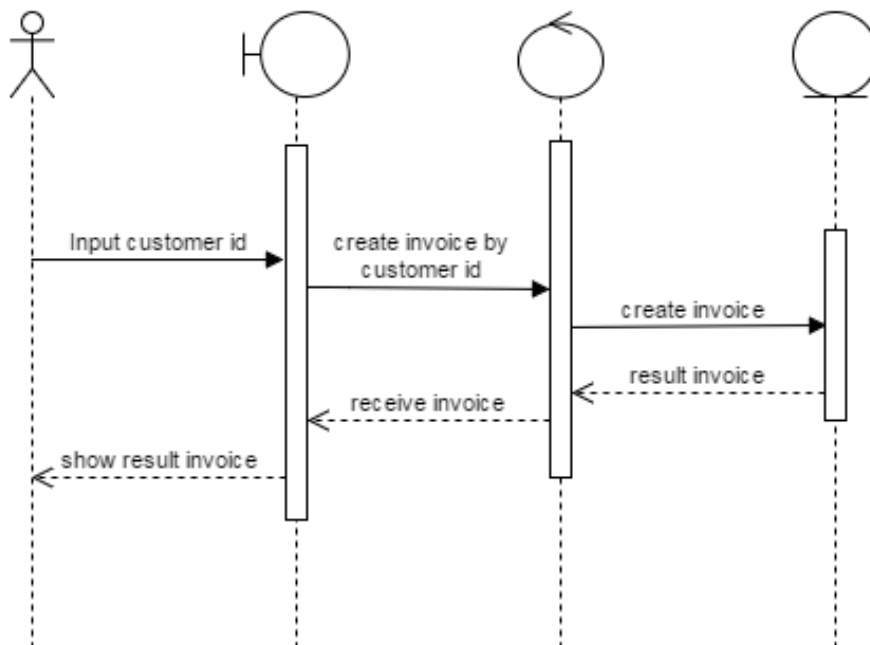 Input customer id
create invoice by
customer id
create invoice
result invoice
receive invoice
show result invoice